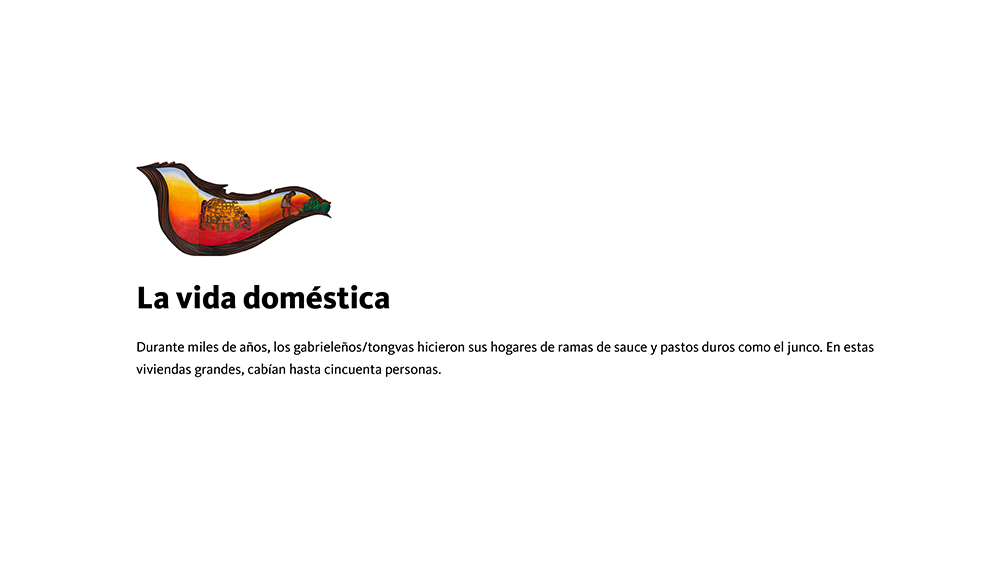 La vida doméstica
Durante miles de años, los gabrieleños/tongvas hicieron sus hogares de ramas de sauce y pastos duros como el junco. En estas
viviendas grandes, cabían hasta cincuenta personas.